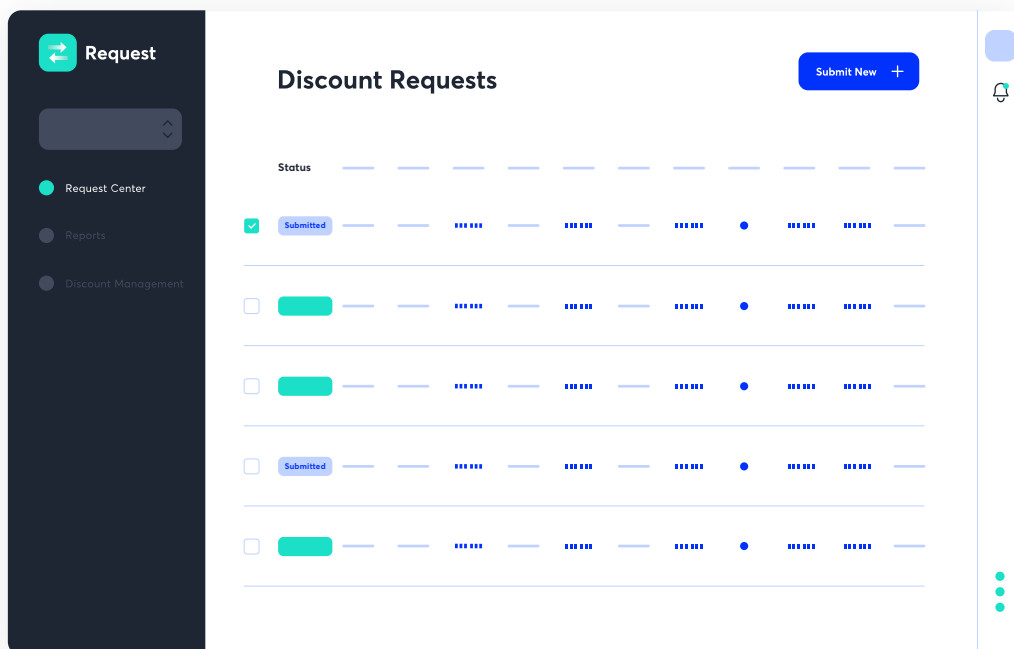 Request
Request Center
Reports
Discount Management
Discount Requests
Submit New
Status
Submitted
Submitted